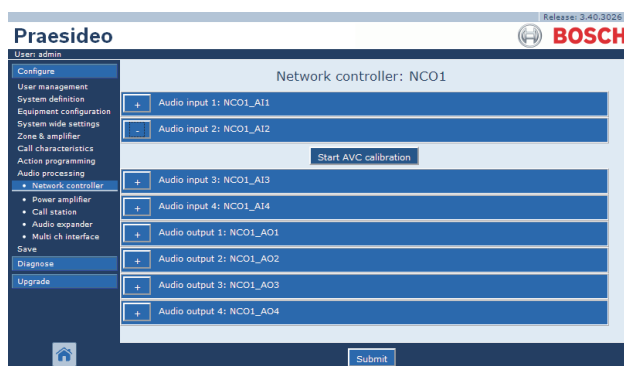 Release: 3.40.3026
Praesideo
BOSCH
User: admin
Configure
User management
System definition
Equipment configuration
System wide settings
Zone & amplifier
Call characteristics
Action programming
Audio processing
• Network controller
• Power amplifier
• Call station
• Audio expander
• Multi ch interface
Save
Diagnose
Upgrade
Network controller: NCO1
+ Audio input 1: NCO1_AI1
- Audio input 2: NCO1_AI2
Start AVC calibration
+ Audio input 3: NCO1_AI3
+ Audio input 4: NCO1_AI4
+ Audio output 1: NCO1_AO1
+ Audio output 2: NCO1_AO2
+ Audio output 3: NCO1_AO3
+ Audio output 4: NCO1_AO4
Submit